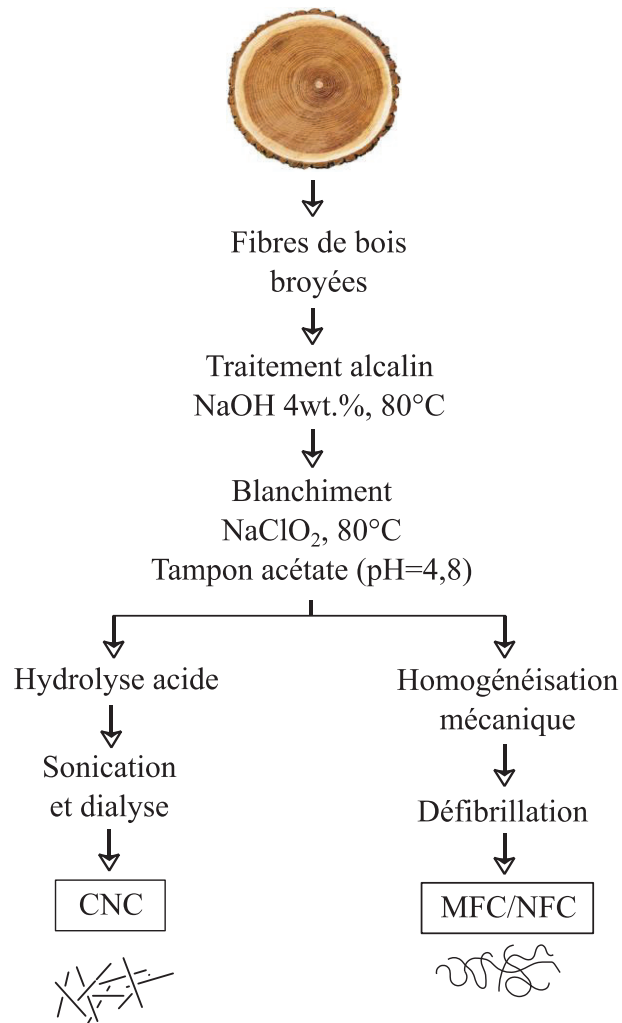 Fibres de bois
broyées
Traitement alcalin
NaOH 4wt.%, 80°C
Blanchiment
NaClO₂, 80°C
Tampon acétate (pH=4,8)
Hydrolyse acide
Sonication
et dialyse
CNC
Homogénéisation
mécanique
Défibrillation
MFC/NFC